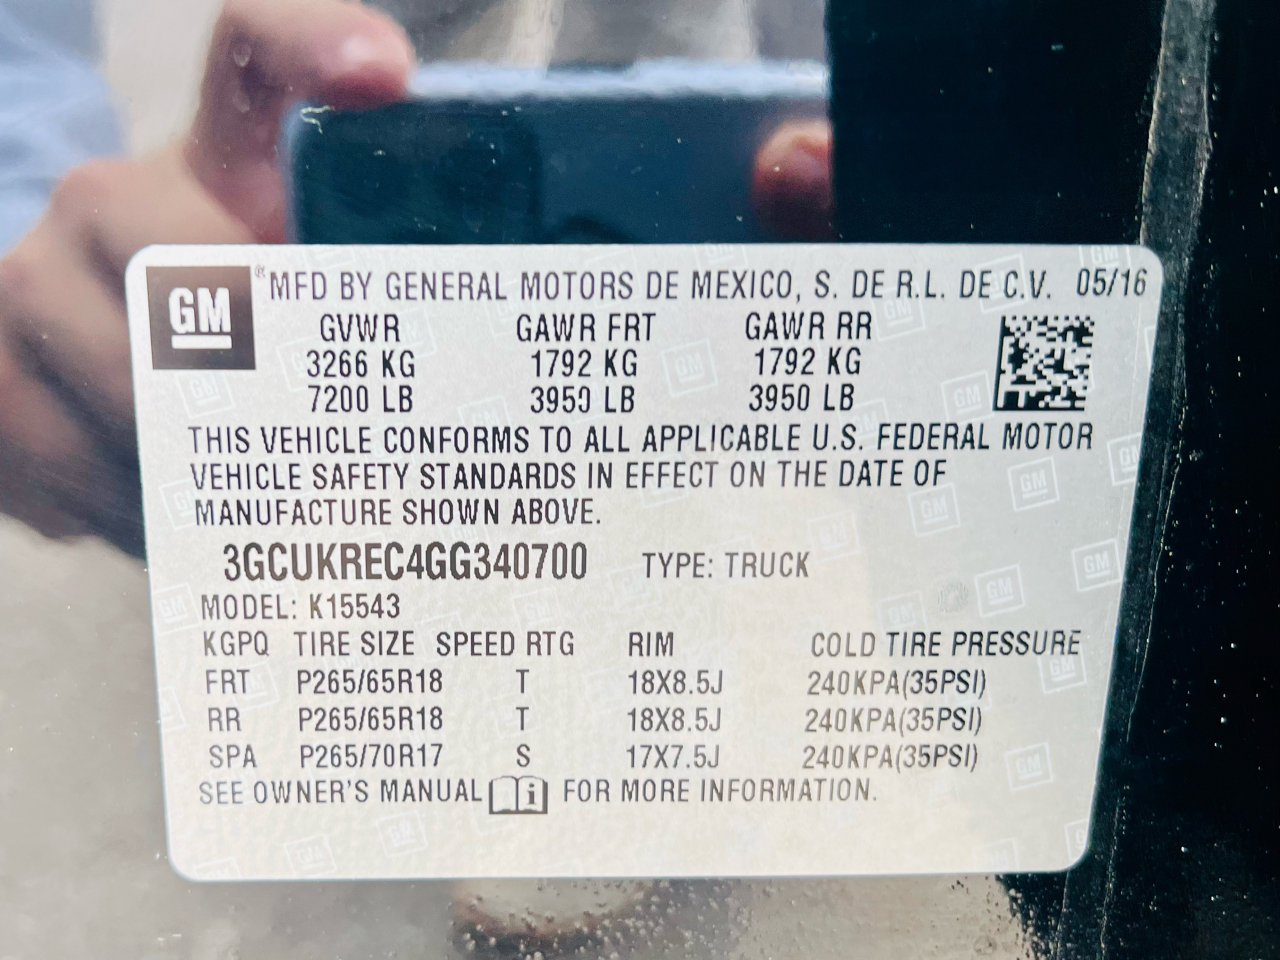 GM ® MFD BY GENERAL MOTORS DE MEXICO, S. DE R.L. DE C.V. 05/16
GVWR GAWR FRT GAWR RR
3266 KG 1792 KG 1792 KG
7200 LB 3950 LB 3950 LB
THIS VEHICLE CONFORMS TO ALL APPLICABLE U.S. FEDERAL MOTOR
VEHICLE SAFETY STANDARDS IN EFFECT ON THE DATE OF
MANUFACTURE SHOWN ABOVE.
3GCUKREC4GG340700 TYPE: TRUCK
MODEL: K15543
KGPQ TIRE SIZE SPEED RTG RIM COLD TIRE PRESSURE
FRT P265/65R18 T 18X8.5J 240KPA(35PSI)
RR P265/65R18 T 18X8.5J 240KPA(35PSI)
SPA P265/70R17 S 17X7.5J 240KPA(35PSI)
SEE OWNER'S MANUAL i FOR MORE INFORMATION.